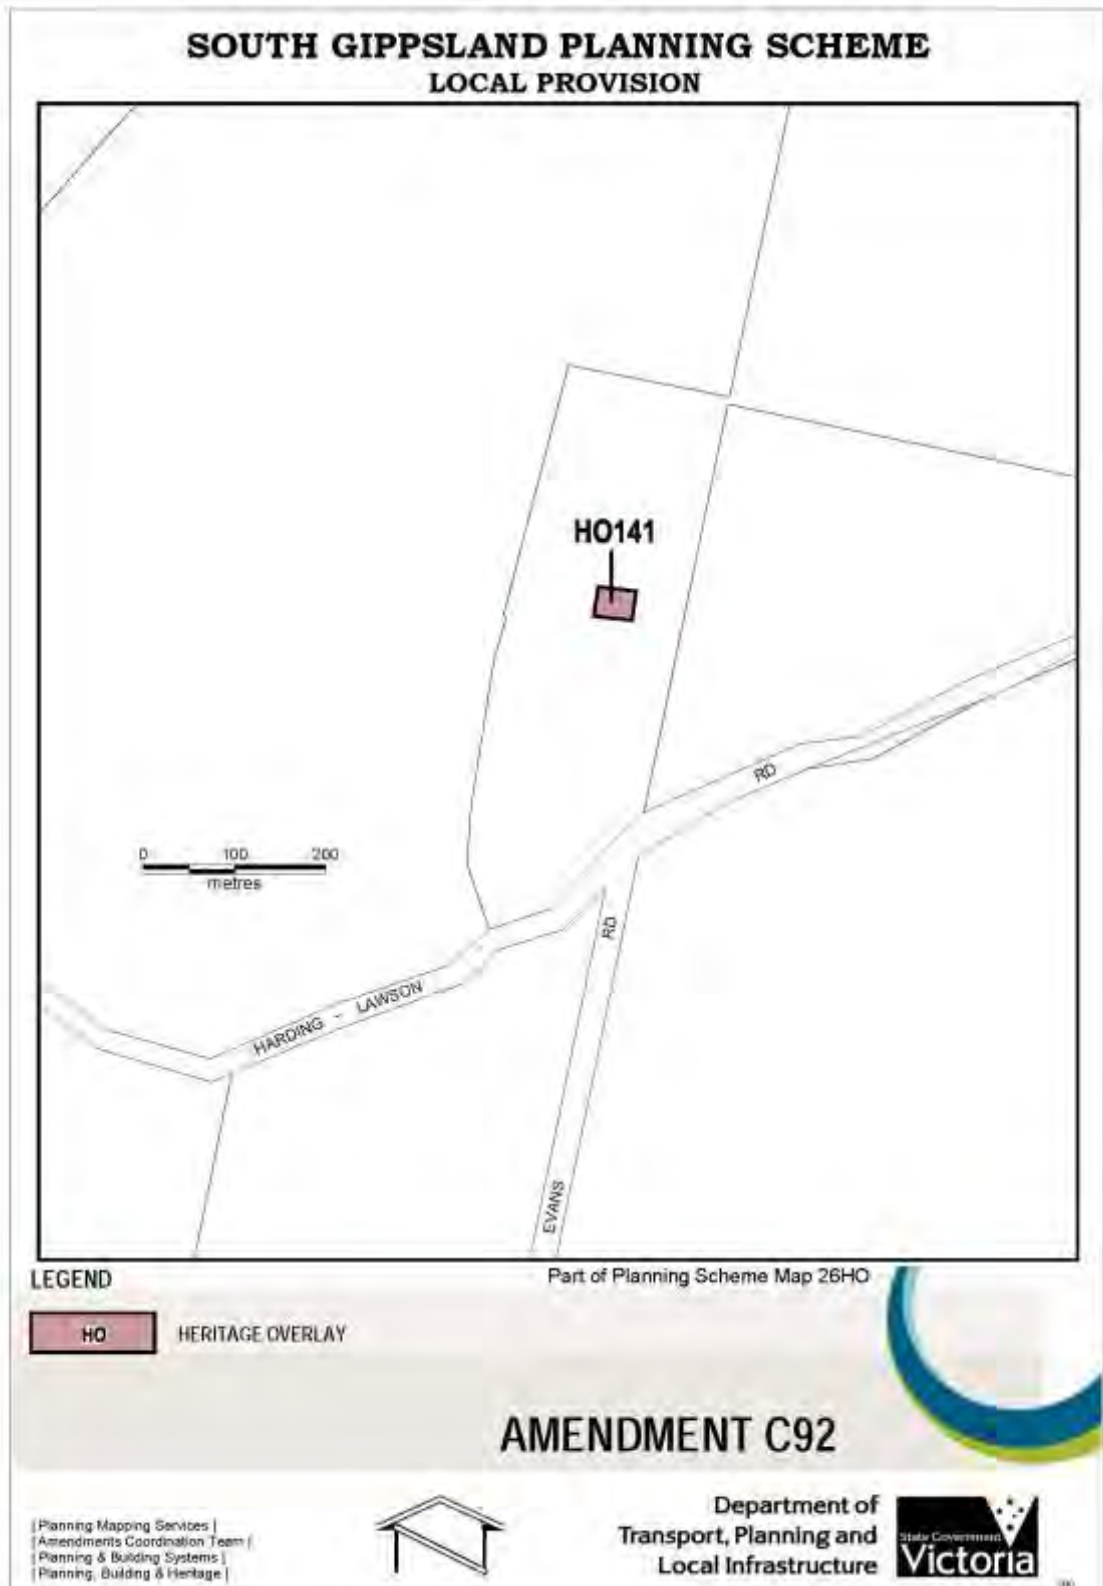 SOUTH GIPPSLAND PLANNING SCHEME
LOCAL PROVISION
HO141
RD
0 100 200
metres
RD
HARDING - LAWSON
EVANS
LEGEND
Part of Planning Scheme Map 26HO
HO HERITAGE OVERLAY
AMENDMENT C92
| Planning Mapping Services |
| Amendments Coordination Team |
| Planning & Building Systems |
| Planning, Building & Heritage |
Department of
Transport, Planning and
Local Infrastructure
State Government
Victoria